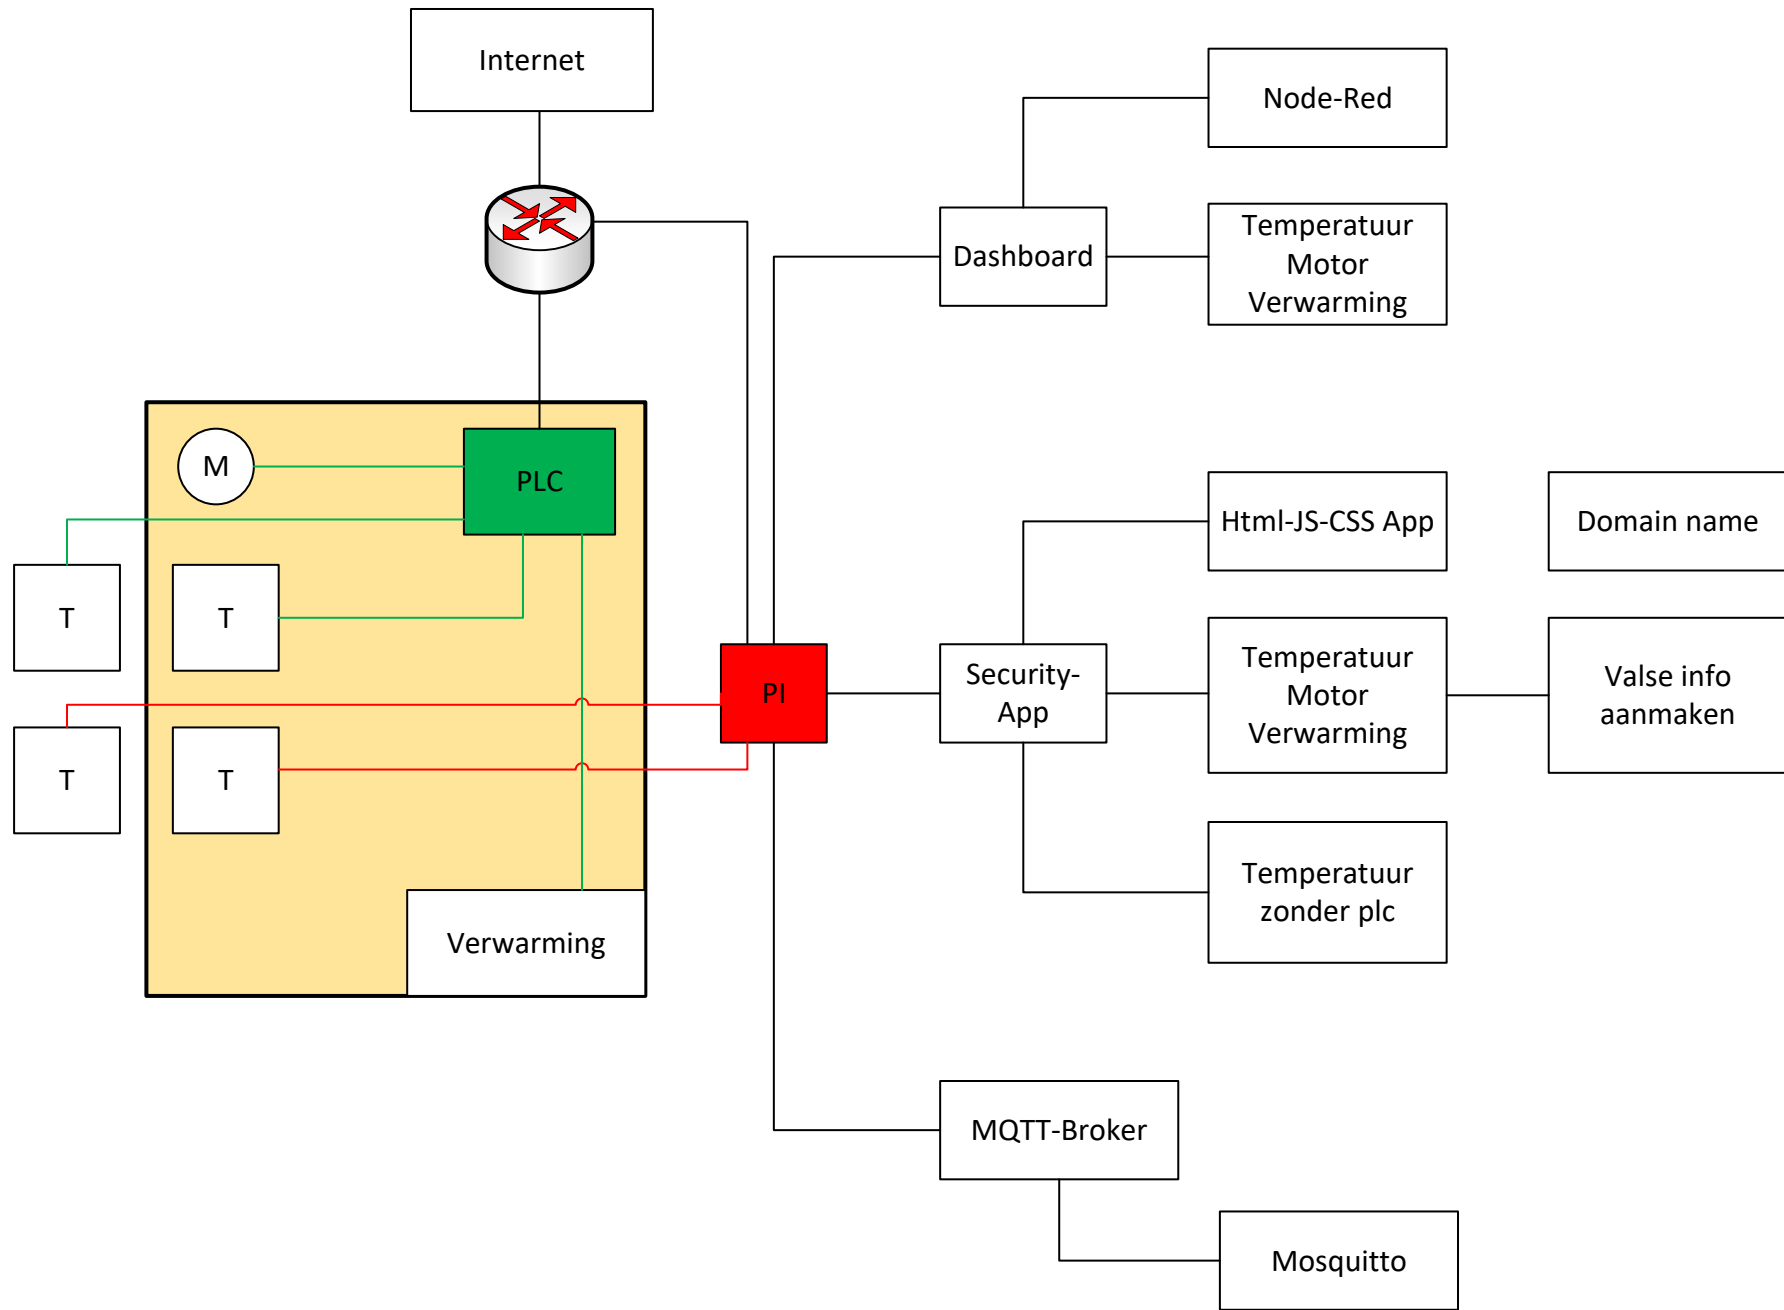 Internet
Node-Red
Dashboard
Temperatuur
Motor
Verwarming
M
PLC
Html-JS-CSS App
Domain name
T
T
PI
Security-
App
Temperatuur
Motor
Verwarming
Valse info
aanmaken
T
T
Temperatuur
zonder plc
Verwarming
MQTT-Broker
Mosquitto